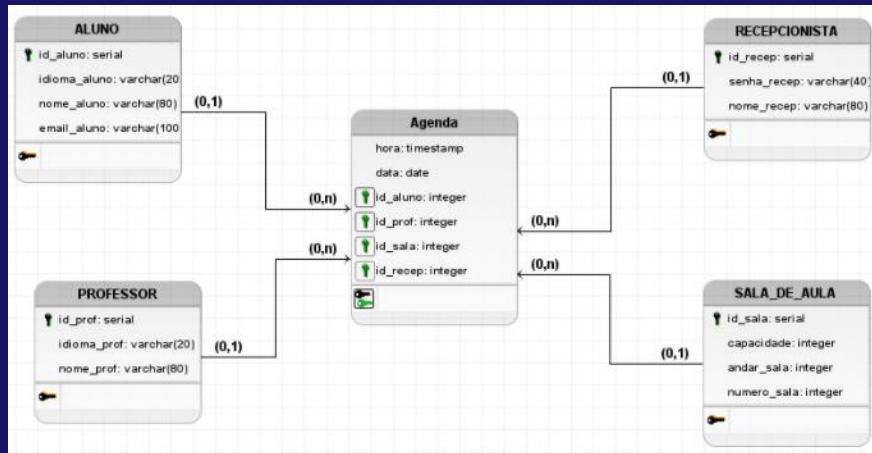 ALUNO
id_aluno: serial
idioma_aluno: varchar(20
nome_aluno: varchar(80)
email_aluno: varchar(100
(0,1)
(0,n)
RECEPCIONISTA
id_recep: serial
senha_recep: varchar(40)
nome_recep: varchar(80)
(0,1)
(0,n)
Agenda
hora: timestamp
data: date
id_aluno: integer
id_prof: integer
id_sala: integer
id_recep: integer
PROFESSOR
id_prof: serial
idioma_prof: varchar(20)
nome_prof: varchar(80)
(0,1)
(0,n)
SALA_DE_AULA
id_sala: serial
capacidade: integer
andar_sala: integer
numero_sala: integer
(0,1)
(0,n)